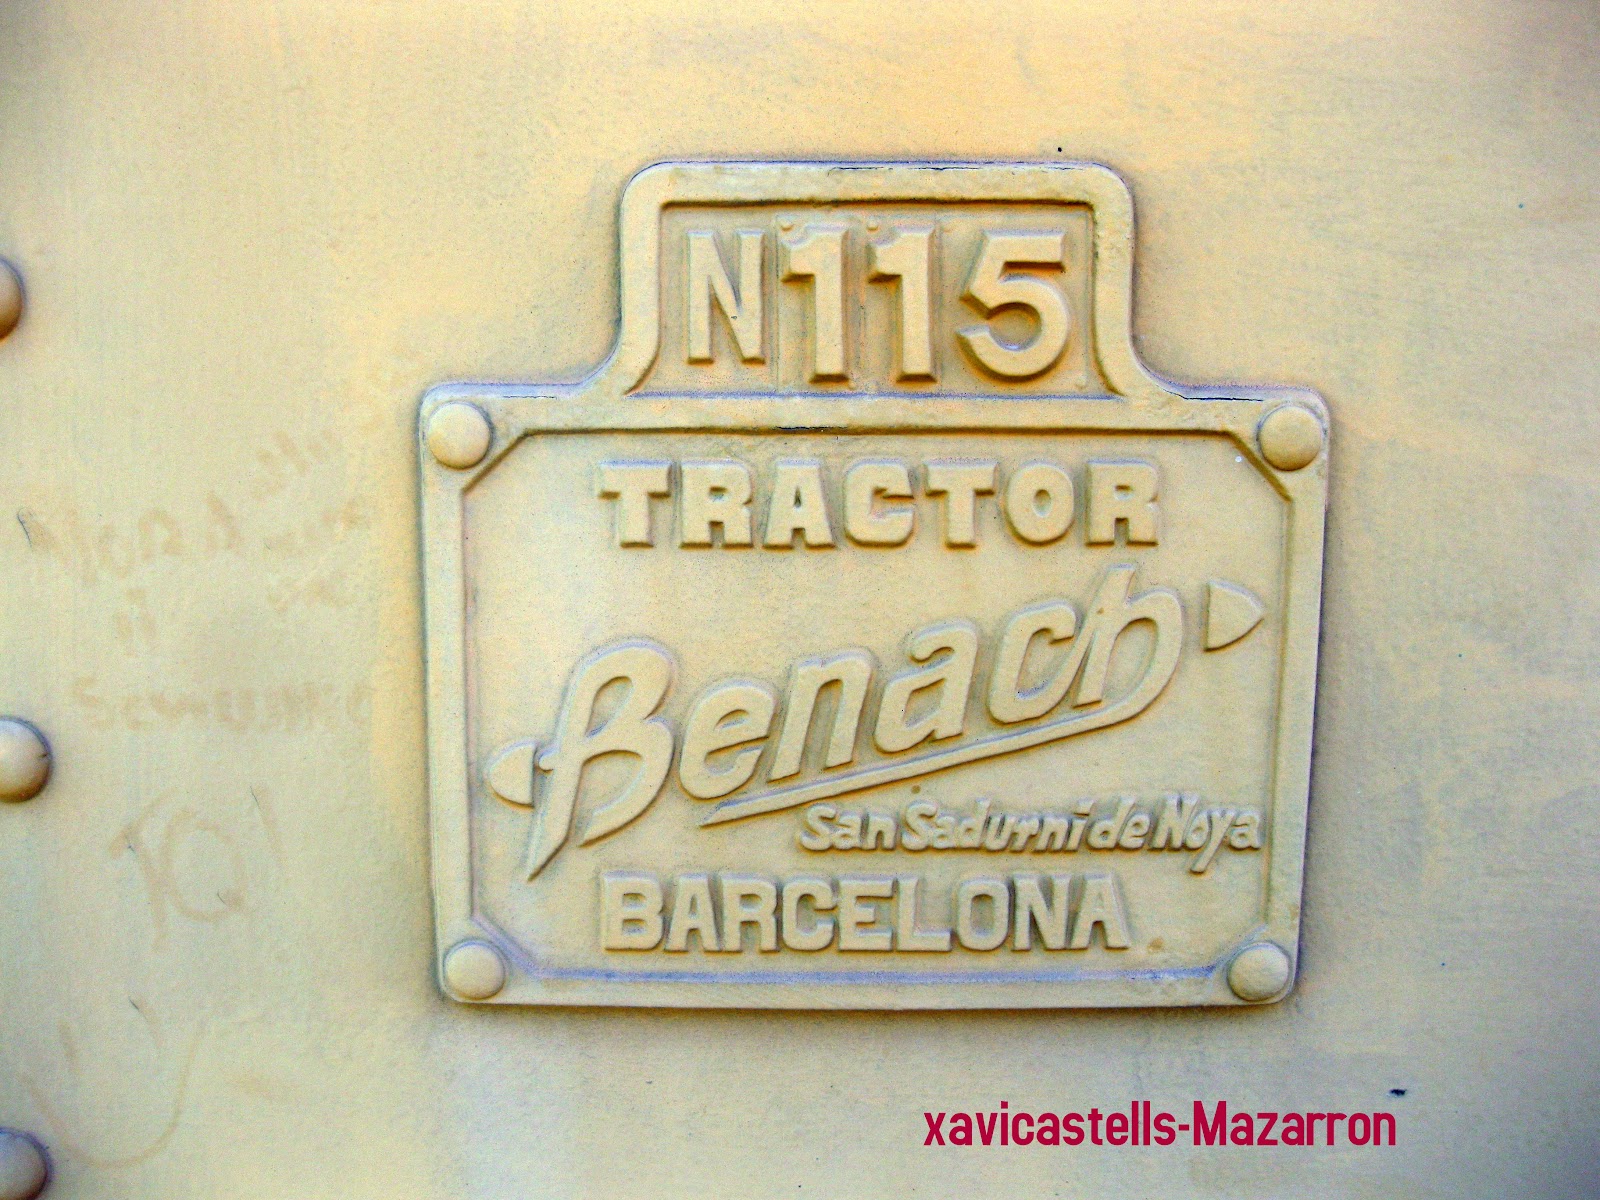 N115
TRACTOR
Benach
San Sadurni de Noya
BARCELONA
xavicastells-Mazarron